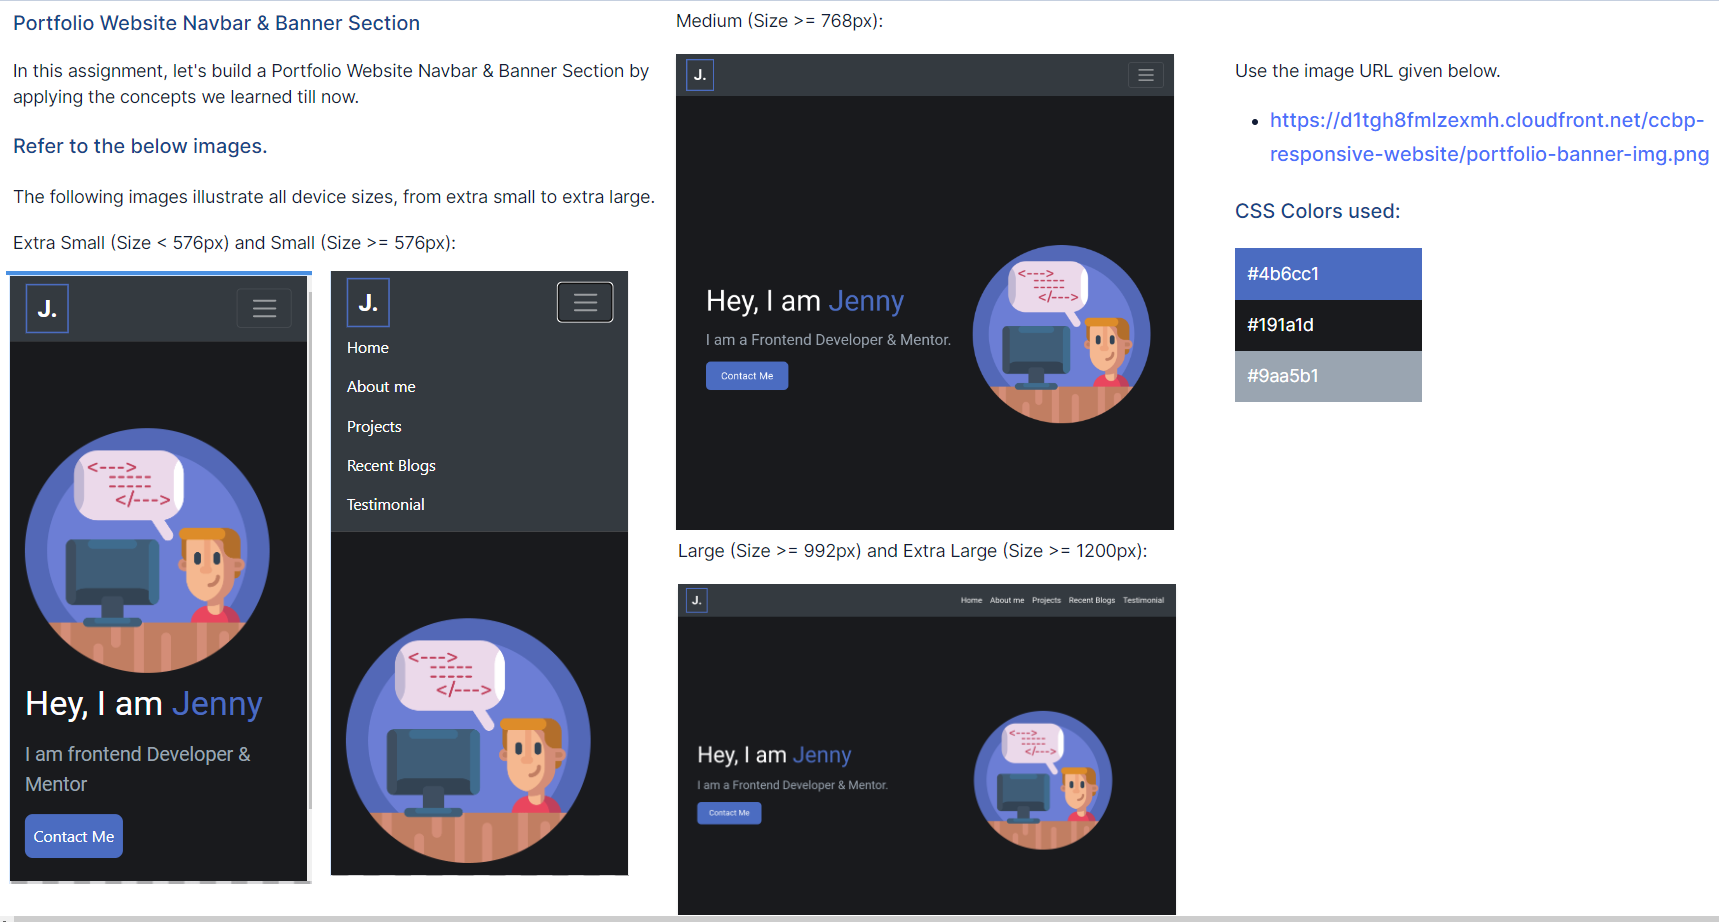 Portfolio Website Navbar & Banner Section
In this assignment, let's build a Portfolio Website Navbar & Banner Section by
applying the concepts we learned till now.
Refer to the below images.
The following images illustrate all device sizes, from extra small to extra large.
Extra Small (Size < 576px) and Small (Size >= 576px):
J.
<--->
-----
-----
</--->
Hey, I am Jenny
I am frontend Developer &
Mentor
Contact Me
J.
Home
About me
Projects
Recent Blogs
Testimonial
<--->
-----
-----
</--->
Medium (Size >= 768px):
J.
Hey, I am Jenny
I am a Frontend Developer & Mentor.
Contact Me
<--->
-----
-----
</--->
Large (Size >= 992px) and Extra Large (Size >= 1200px):
J.
Home About me Projects Recent Blogs Testimonial
Hey, I am Jenny
I am a Frontend Developer & Mentor.
Contact Me
<--->
-----
-----
</--->
Use the image URL given below.
• https://d1tgh8fmlzexmh.cloudfront.net/ccbp-
responsive-website/portfolio-banner-img.png
CSS Colors used:
#4b6cc1
#191a1d
#9aa5b1